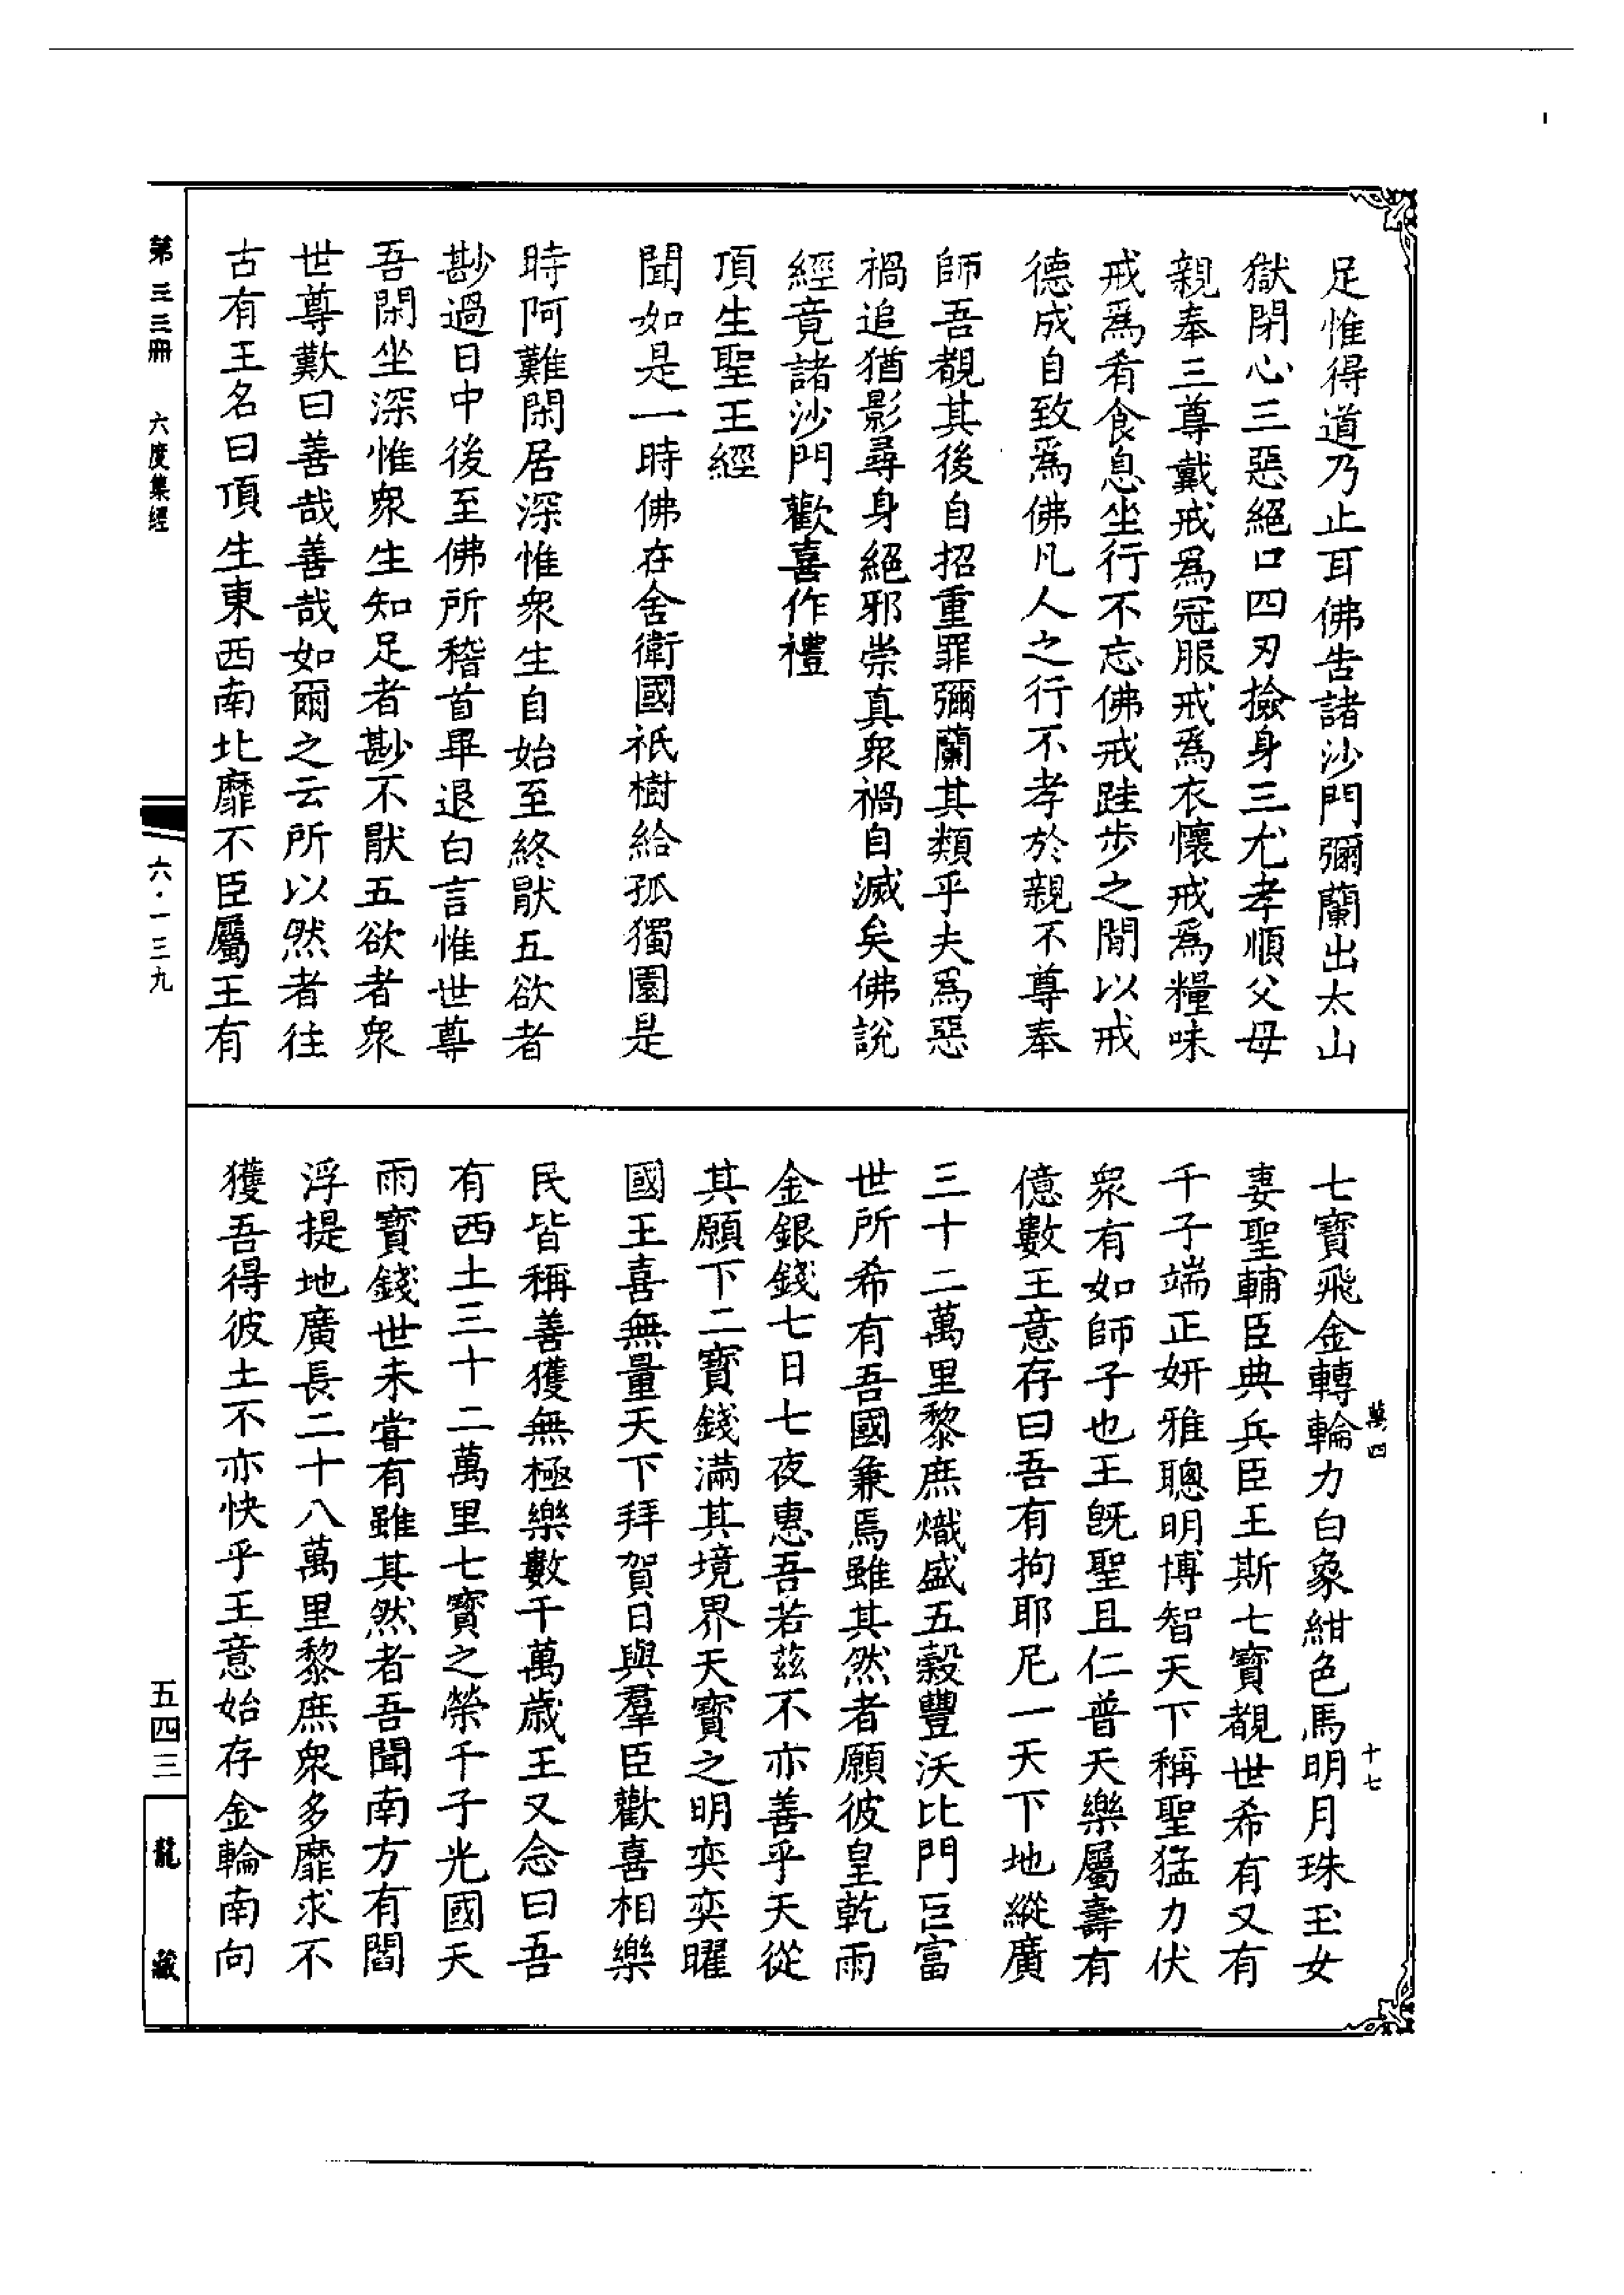 足惟得道乃止耳佛告諸沙門彌蘭出太山
獄閉心三惡絕口四刃撿身三尤孝順父母
親奉三尊戴戒爲冠服戒爲衣懷戒爲糧味
戒爲肴食息坐行不忘佛戒跬步之閒以戒
德成自致爲佛凡人之行不孝於親不尊奉
師吾覩其後自招重罪彌蘭其類乎夫爲惡
禍追猶影尋身絕邪崇真衆禍自滅矣佛說
經竟諸沙門歡喜作禮
頂生聖王經
聞如是一時佛在舍衛國祇樹給孤獨園是
時阿難閑居深惟衆生自始至終猒五欲者
尠過日中後至佛所稽首畢退白言惟世尊
吾閑坐深惟衆生知足者尠不猒五欲者衆
世尊歎曰善哉善哉如爾之云所以然者往
古有王名曰頂生東西南北靡不臣屬王有
七寶飛金轉輪力白象紺色馬明月珠玉女
妻聖輔臣典兵臣王斯七寶覩世希有又有
千子端正妍雅聰明博智天下稱聖猛力伏
衆有如師子也王旣聖且仁普天樂屬壽有
億數王意存曰吾有拘耶尼一天下地縱廣
三十二萬里黎庶熾盛五穀豐沃比門巨富
世所希有吾國兼焉雖其然者願彼皇乾雨
金銀錢七日七夜惠吾若茲不亦善乎天從
其願下二寶錢滿其境界天寶之明奕奕曜
國王喜無量天下拜賀日與羣臣歡喜相樂
民皆稱善獲無極樂數千萬歲王又念曰吾
有西土三十二萬里七寶之榮千子光國天
雨寶錢世未甞有雖其然者吾聞南方有閻
浮提地廣長二十八萬里黎庶衆多靡求不
獲吾得彼土不亦快乎王意始存金輪南向
萬四
十七
第三三冊
六度集經
六·一三九
五四三
龍藏